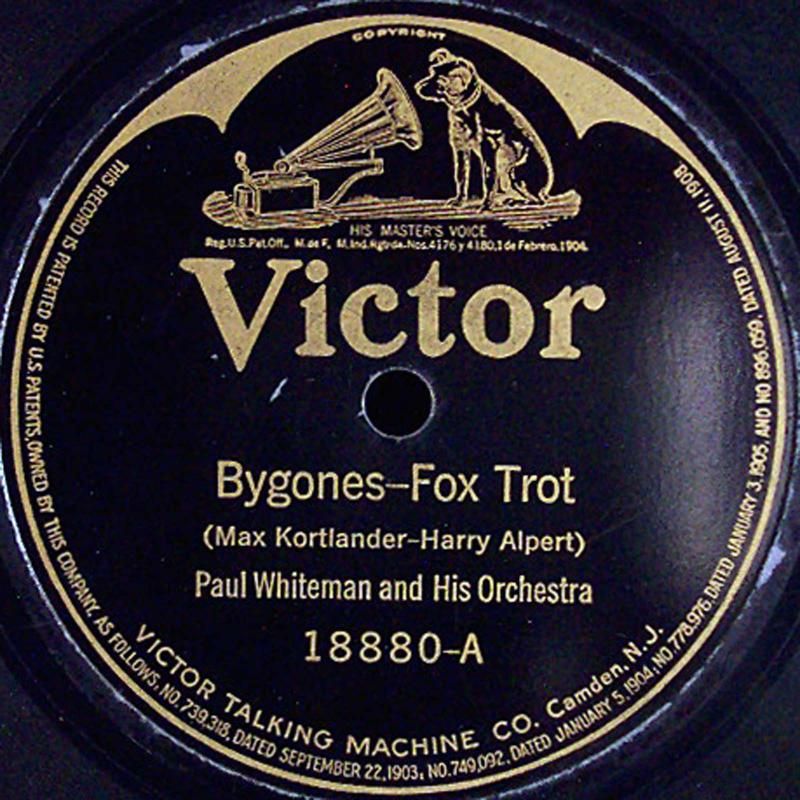 COPYRIGHT
HIS MASTER'S VOICE
Reg.U.S.Pat.Off. M.de F. M.Ind.Rgtrda.Nos.4176 y 4180,1 de Febrero,1904.
Victor
Bygones–Fox Trot
(Max Kortlander–Harry Alpert)
Paul Whiteman and His Orchestra
18880-A
VICTOR TALKING MACHINE CO. Camden, N.J.
THIS RECORD IS PATENTED BY U.S. PATENTS, OWNED BY THIS COMPANY, AS FOLLOWS, NO. 739,318, DATED SEPTEMBER 22,1903; NO.749,092, DATED JANUARY 5,1904; NO.778,976, DATED JANUARY 3,1905, AND NO 896,059, DATED AUGUST 11, 1908.